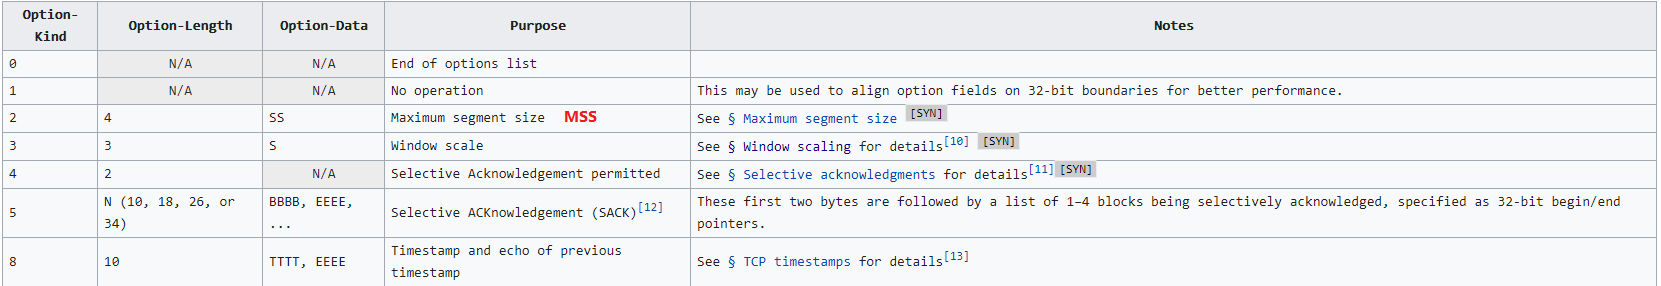 Option-Kind Option-Length Option-Data Purpose Notes
0 N/A N/A End of options list
1 N/A N/A No operation This may be used to align option fields on 32-bit boundaries for better performance.
2 4 SS Maximum segment size MSS See § Maximum segment size [SYN]
3 3 S Window scale See § Window scaling for details[10] [SYN]
4 2 N/A Selective Acknowledgement permitted See § Selective acknowledgments for details[11] [SYN]
5 N (10, 18, 26, or 34) BBBB, EEEE, ... Selective ACKnowledgement (SACK)[12] These first two bytes are followed by a list of 1–4 blocks being selectively acknowledged, specified as 32-bit begin/end pointers.
8 10 TTTT, EEEE Timestamp and echo of previous timestamp See § TCP timestamps for details[13]